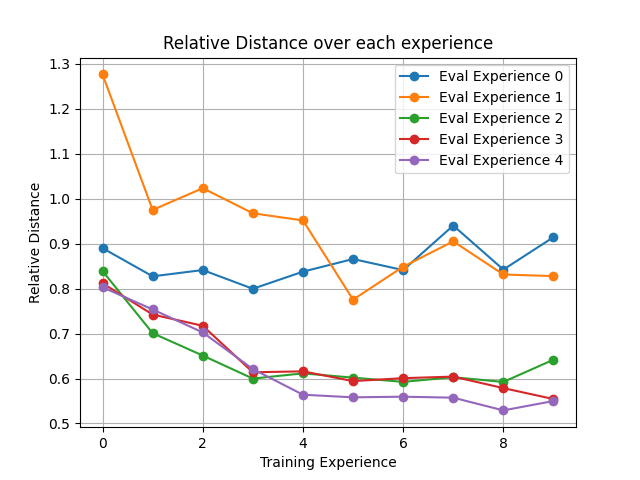 Relative Distance over each experience
Relative Distance
1.3
1.2
1.1
1.0
0.9
0.8
0.7
0.6
0.5
Eval Experience 0
Eval Experience 1
Eval Experience 2
Eval Experience 3
Eval Experience 4
0 2 4 6 8
Training Experience